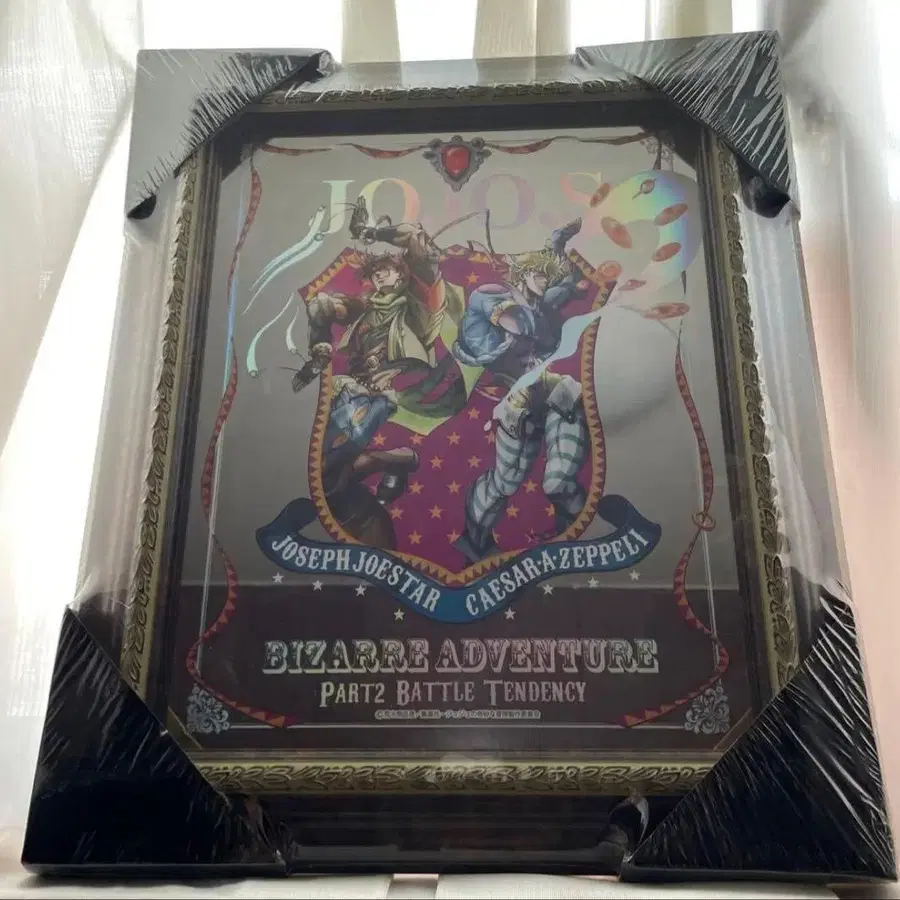 JOJO'S
JOSEPH JOESTAR
CAESAR·A·ZEPPELI
BIZARRE ADVENTURE
PART2 BATTLE TENDENCY